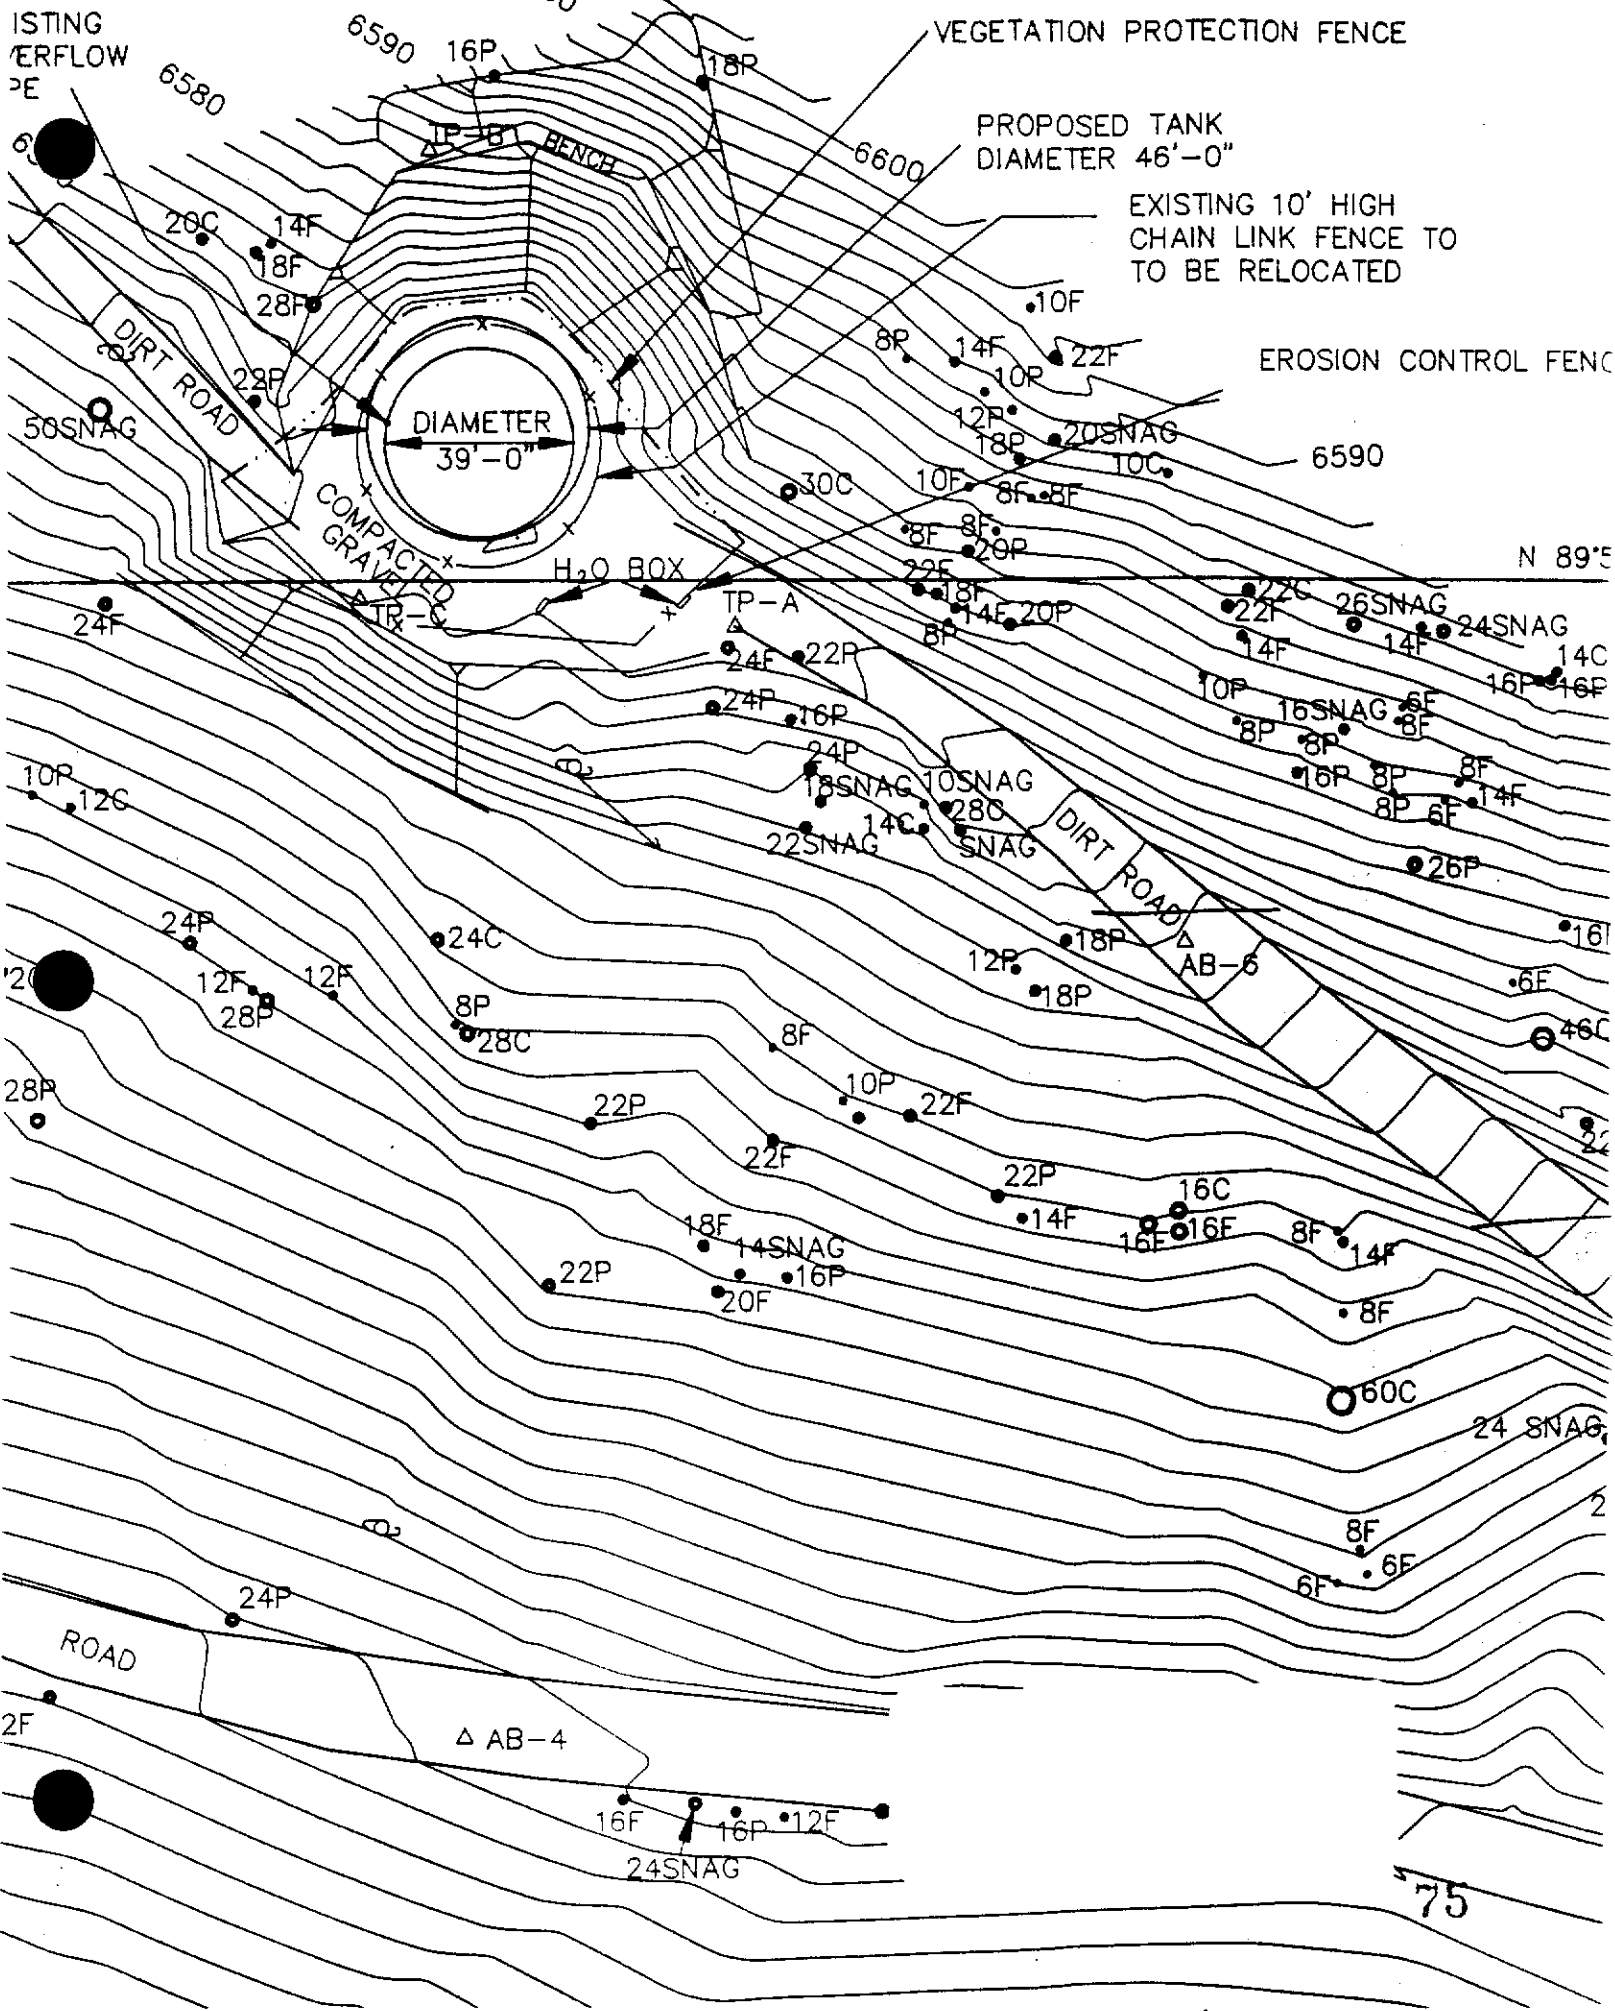 ISTING
ERFLOW
PE
6580
6590
16P
18P
VEGETATION PROTECTION FENCE
PROPOSED TANK
DIAMETER 46'-0"
EXISTING 10' HIGH
CHAIN LINK FENCE TO
TO BE RELOCATED
6600
TP-B
BENCH
20C
14F
18F
28F
10F
DIRT ROAD
22P
50SNAG
DIAMETER
39'-0"
8P
14F
22F
10P
12P
EROSION CONTROL FENC
20SNAG
18P
10C
6590
30C
10F
8F
8F
8F
8F
20P
COMPACTED
GRAVEL
H₂O BOX
N 89°5
24F
TP-C
TP-A
22F
18F
14F
20P
8P
22C
22F
26SNAG
14F
24SNAG
14F
24F
22P
14C
16P
16P
10P
24P
16P
6F
16SNAG
8F
8P
8P
24P
16P
8P
8F
10P
12C
18SNAG
10SNAG
28C
8P
6F
14F
22SNAG
14C
SNAG
DIRT
ROAD
26P
24P
24C
18P
AB-6
16
12F
12F
28P
12P
18P
6F
8P
28C
8F
46C
28P
10P
22F
22P
22F
22
22P
14F
16C
16F
16F
8F
14F
18F
14SNAG
22P
16P
20F
8F
60C
24 SNAG
2
8F
6F
6F
24P
ROAD
2F
AB-4
16F
16P
12F
24SNAG
75